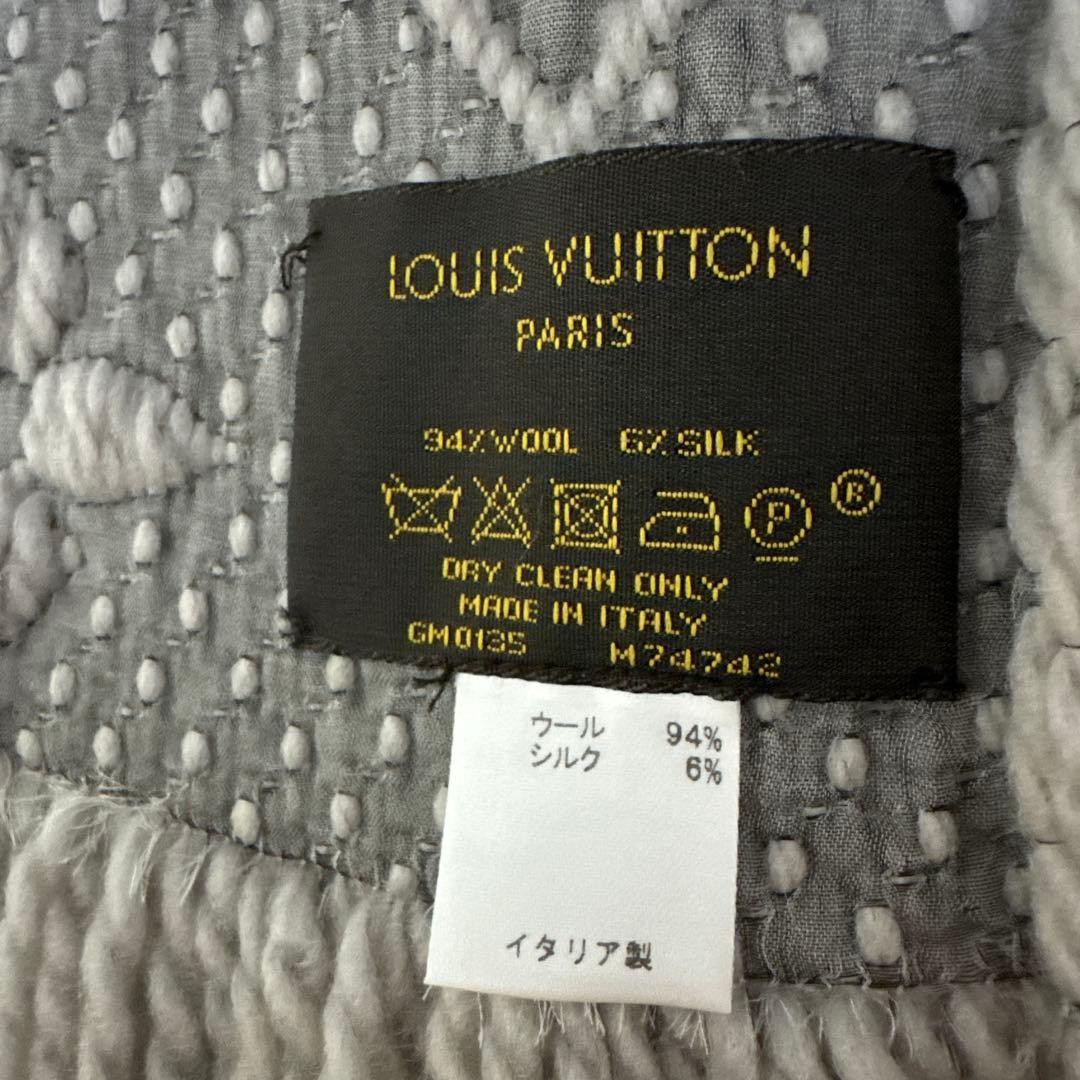 LOUIS VUITTON
PARIS
94% WOOL 6% SILK
P R
DRY CLEAN ONLY
MADE IN ITALY
GM0135 M74742
ウール 94%
シルク 6%
イタリア製